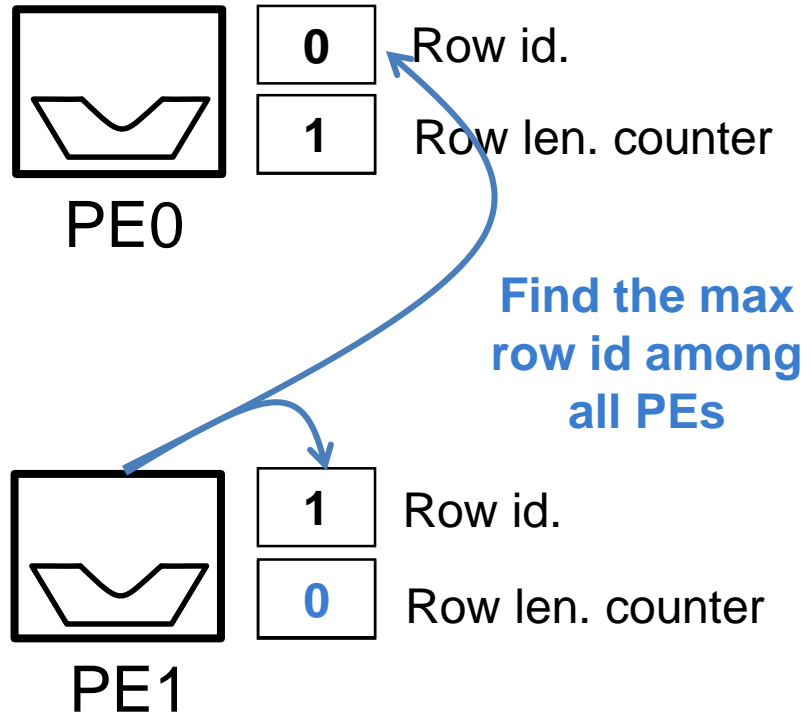 0 Row id.
1 Row len. counter
PE0
Find the max
row id among
all PEs
1 Row id.
0 Row len. counter
PE1